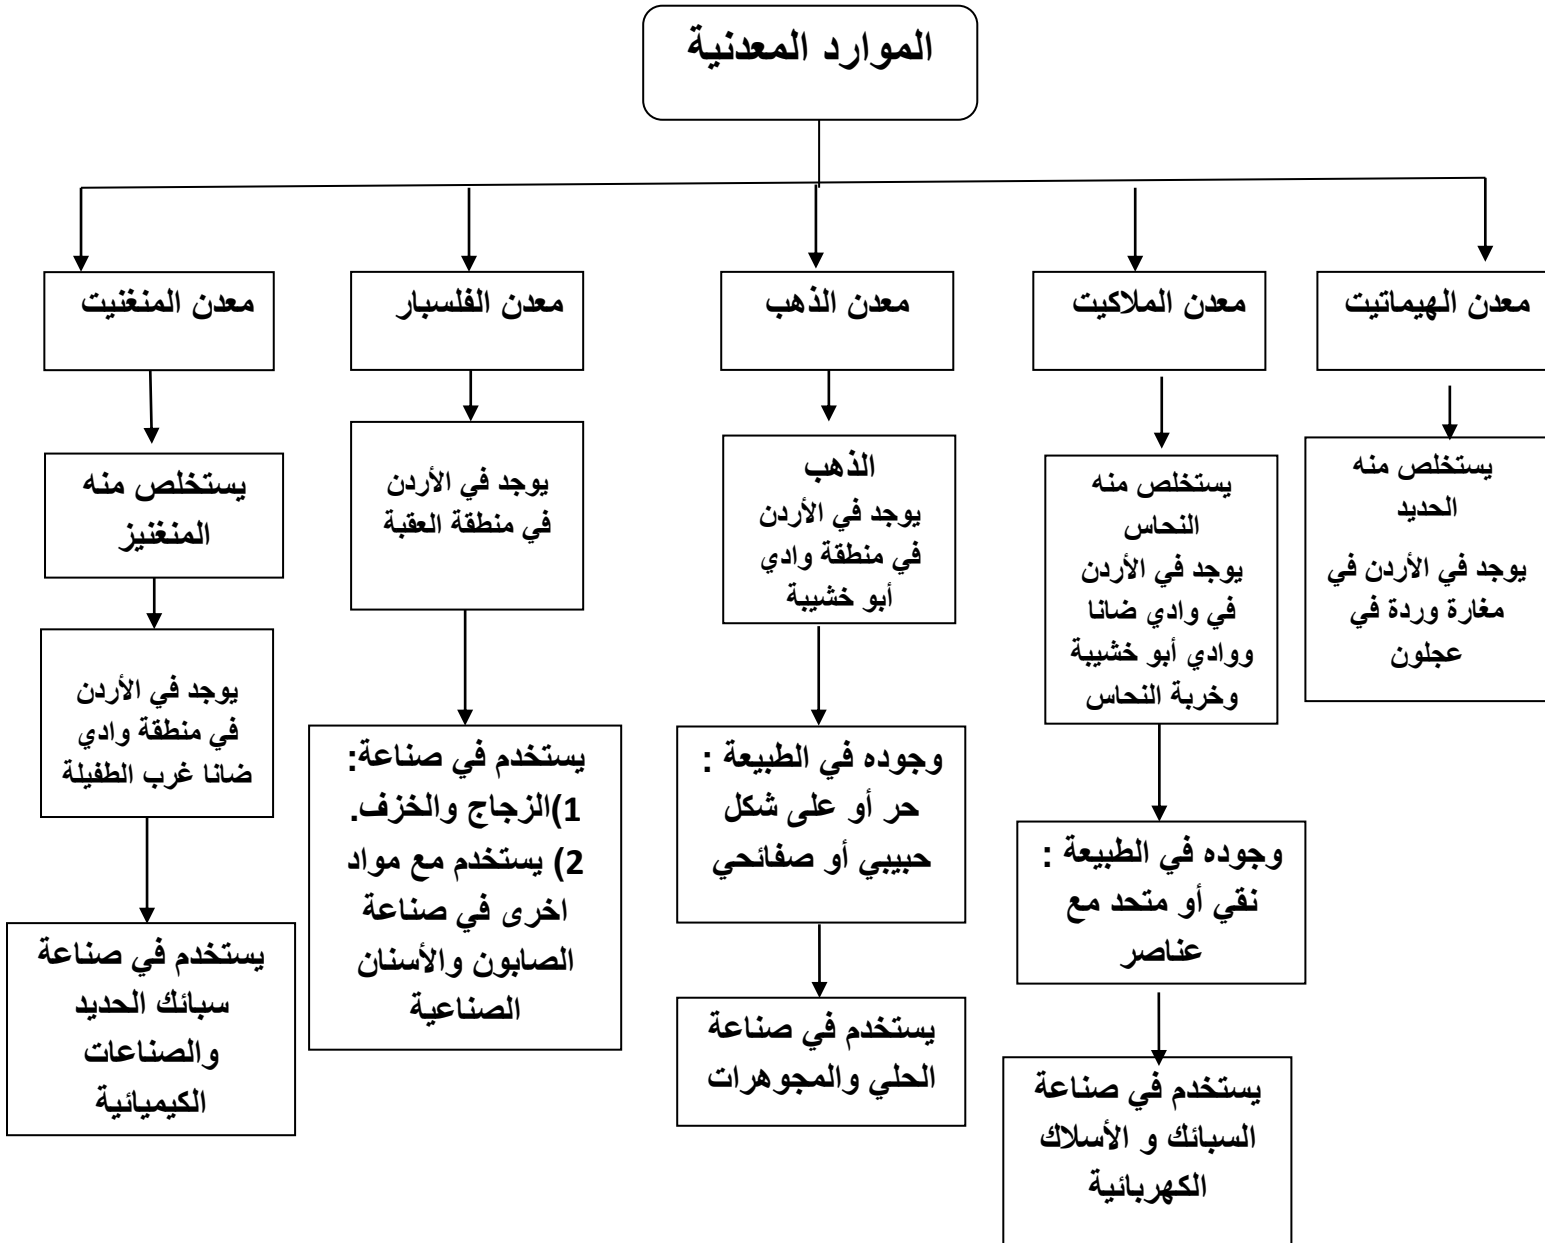 الموارد المعدنية
معدن الهيماتيت
يستخلص منه
الحديد
يوجد في الأردن في
مغارة وردة في
عجلون
معدن الملاكيت
يستخلص منه
النحاس
يوجد في الأردن
في وادي ضانا
ووادي أبو خشيبة
وخربة النحاس
وجوده في الطبيعة :
نقي أو متحد مع
عناصر
يستخدم في صناعة
السبائك و الأسلاك
الكهربائية
معدن الذهب
الذهب
يوجد في الأردن
في منطقة وادي
أبو خشيبة
وجوده في الطبيعة :
حر أو على شكل
حبيبي أو صفائحي
يستخدم في صناعة
الحلي والمجوهرات
معدن الفلسبار
يوجد في الأردن
في منطقة العقبة
يستخدم في صناعة:
1)الزجاج والخزف.
2) يستخدم مع مواد
اخرى في صناعة
الصابون والأسنان
الصناعية
معدن المنغنيت
يستخلص منه
المنغنيز
يوجد في الأردن
في منطقة وادي
ضانا غرب الطفيلة
يستخدم في صناعة
سبائك الحديد
والصناعات
الكيميائية